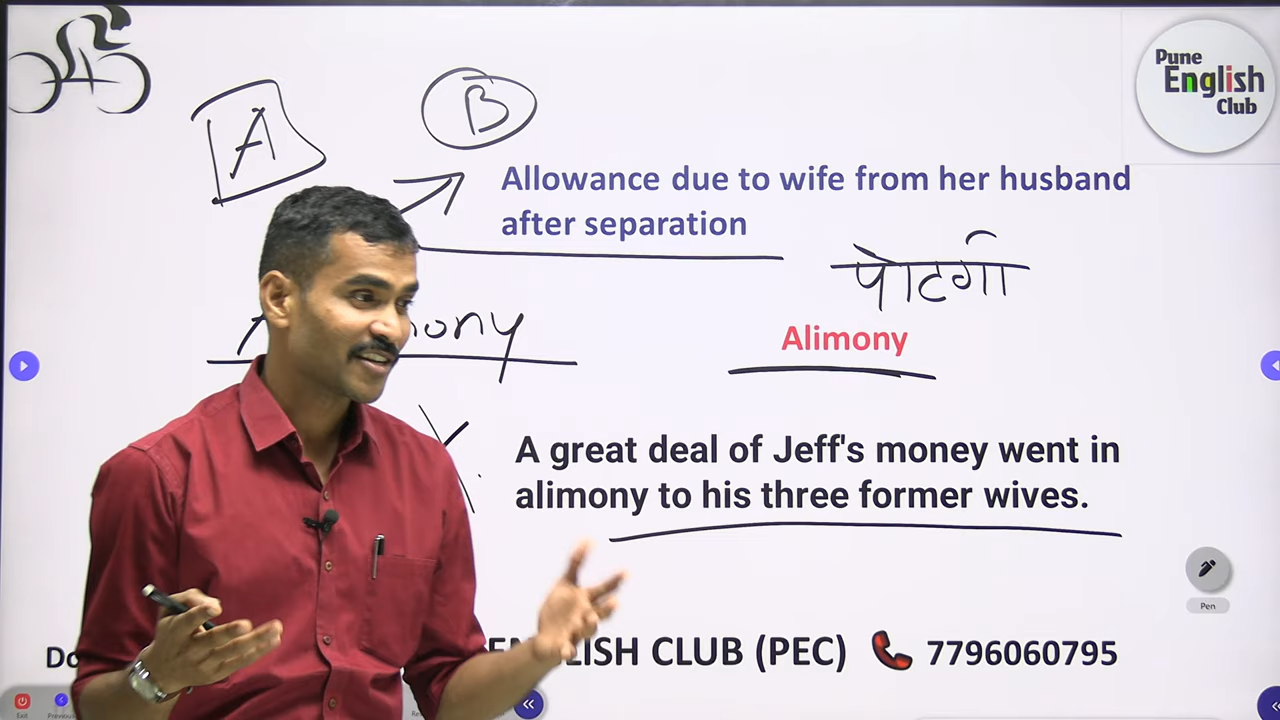 Pune
English
Club
A
B
Allowance due to wife from her husband
after separation
पोटगी
Alimony
A great deal of Jeff's money went in
alimony to his three former wives.
Pen
ENGLISH CLUB (PEC) 7796060795
Exit